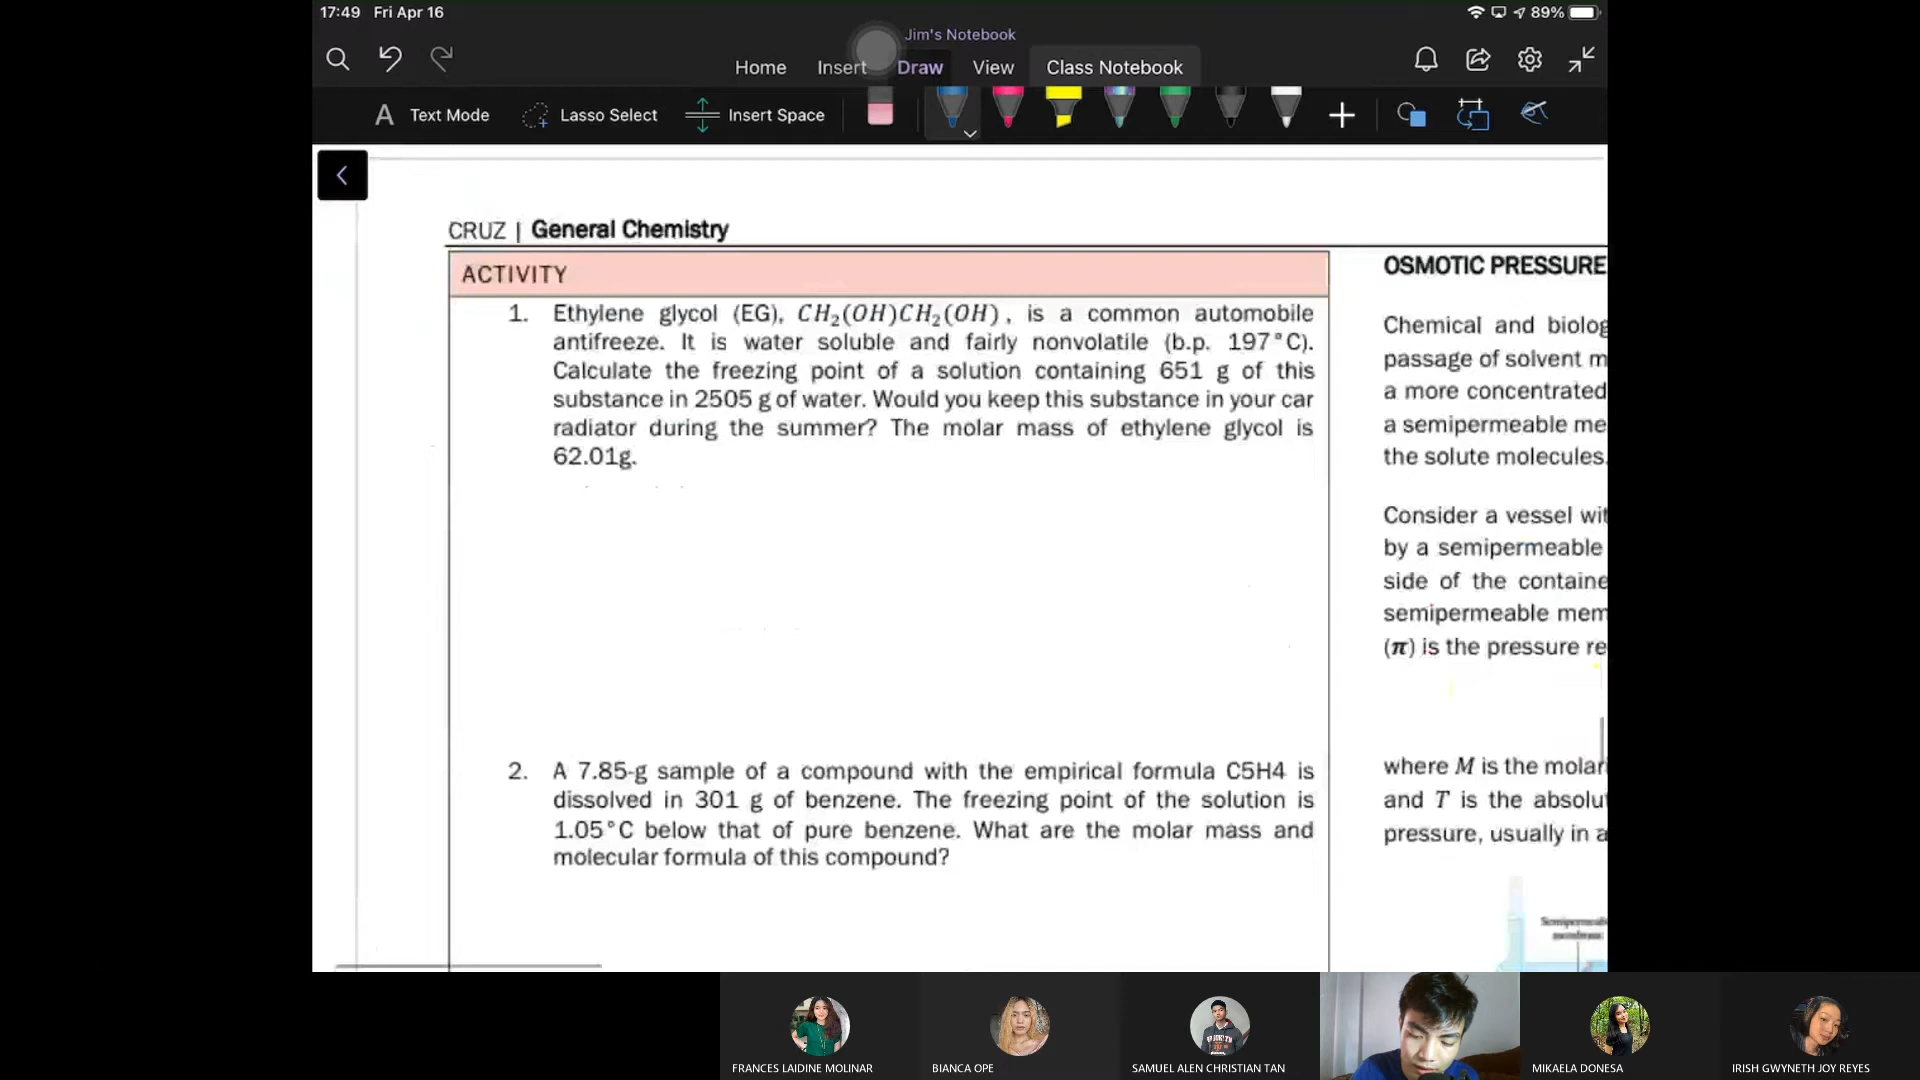 17:49 Fri Apr 16
89%
Jim's Notebook
Home Insert Draw View Class Notebook
A Text Mode Lasso Select Insert Space
CRUZ | General Chemistry
ACTIVITY
1. Ethylene glycol (EG), CH₂(OH)CH₂(OH), is a common automobile
antifreeze. It is water soluble and fairly nonvolatile (b.p. 197°C).
Calculate the freezing point of a solution containing 651 g of this
substance in 2505 g of water. Would you keep this substance in your car
radiator during the summer? The molar mass of ethylene glycol is
62.01g.
2. A 7.85-g sample of a compound with the empirical formula C5H4 is
dissolved in 301 g of benzene. The freezing point of the solution is
1.05°C below that of pure benzene. What are the molar mass and
molecular formula of this compound?
OSMOTIC PRESSURE
Chemical and biolog
passage of solvent m
a more concentrated
a semipermeable me
the solute molecules.
Consider a vessel wit
by a semipermeable
side of the containe
semipermeable mem
(π) is the pressure re
where M is the molar
and T is the absolut
pressure, usually in a
membrane
FRANCES LAIDINE MOLINAR
BIANCA OPE
SAMUEL ALEN CHRISTIAN TAN
MIKAELA DONESA
IRISH GWYNETH JOY REYES